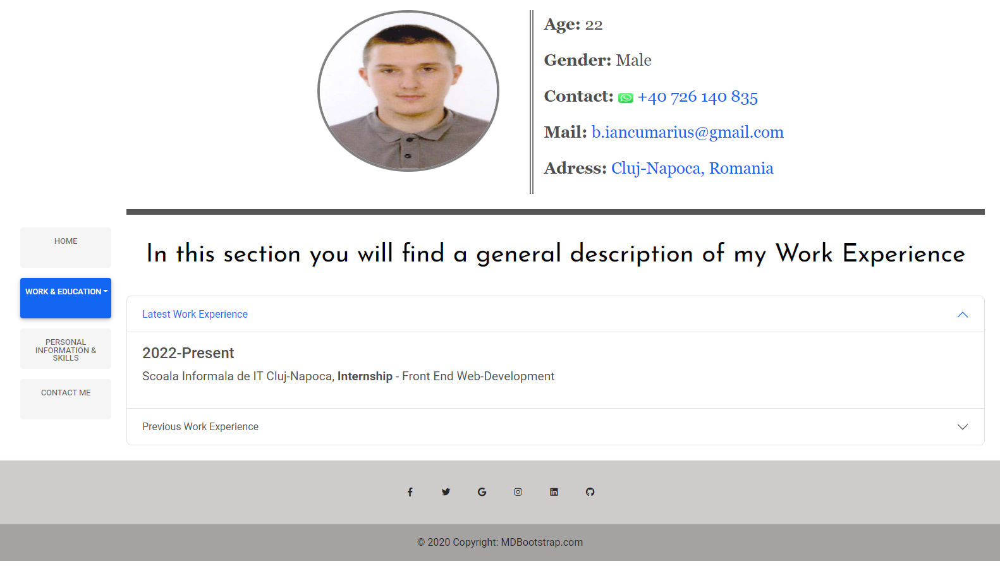 Age: 22
Gender: Male
Contact: +40 726 140 835
Mail: b.iancumarius@gmail.com
Adress: Cluj-Napoca, Romania
HOME
WORK & EDUCATION
PERSONAL
INFORMATION &
SKILLS
CONTACT ME
In this section you will find a general description of my Work Experience
Latest Work Experience
2022-Present
Scoala Informala de IT Cluj-Napoca, Internship - Front End Web-Development
Previous Work Experience
© 2020 Copyright: MDBootstrap.com